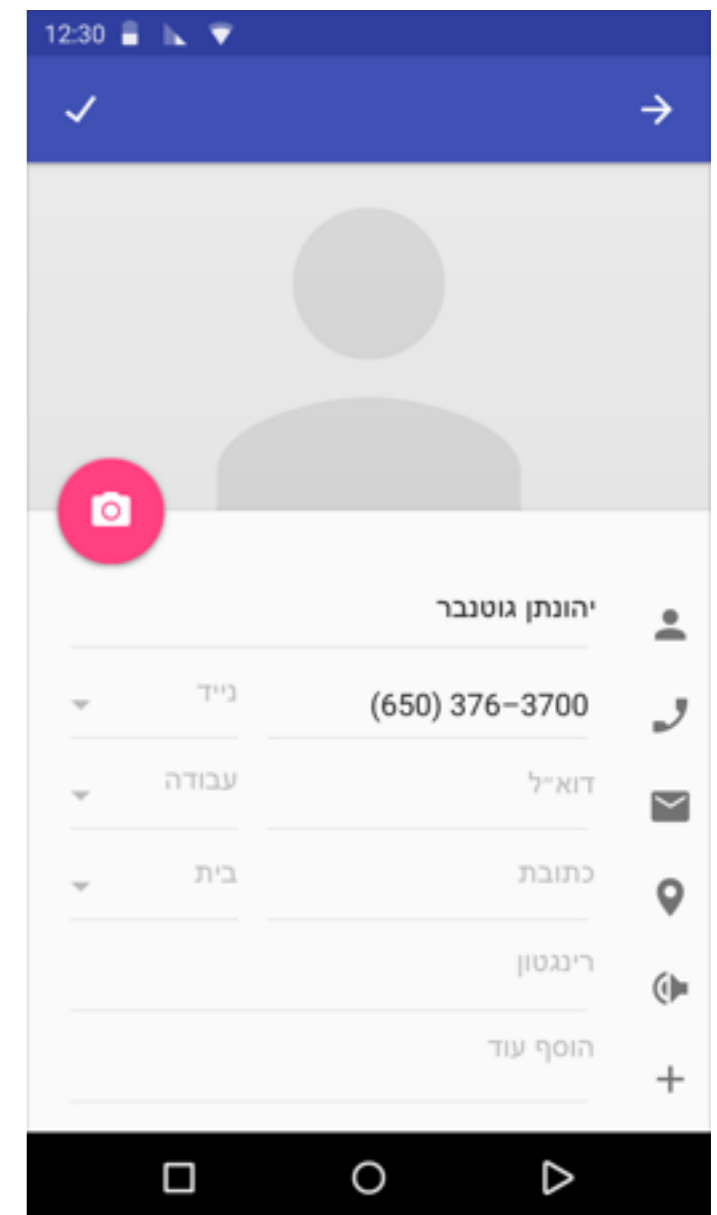 12:30
יהונתן גוטנבר
(650) 376–3700 נייד
דוא״ל עבודה
כתובת בית
רינגטון
הוסף עוד